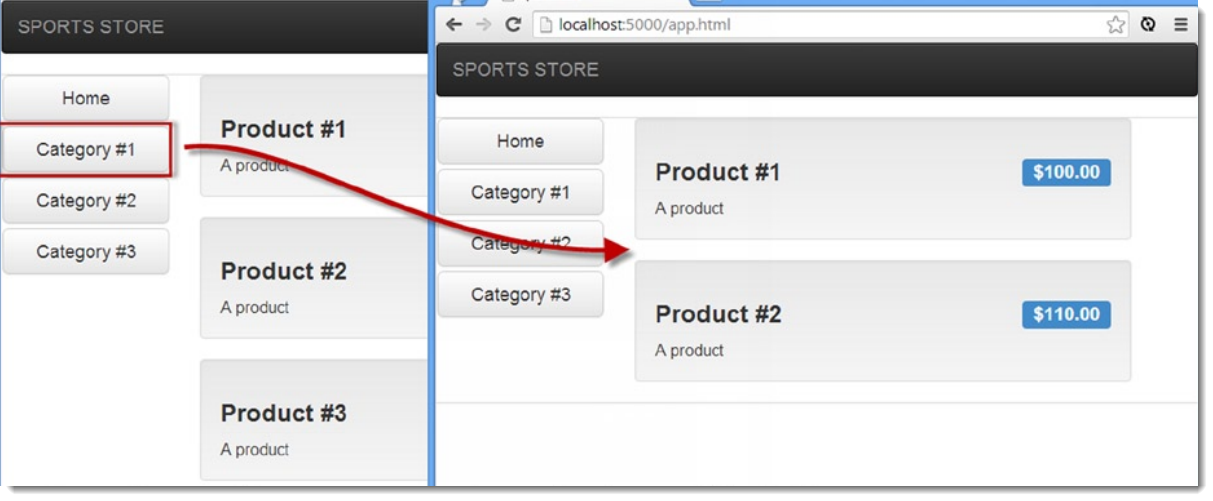 SPORTS STORE
Home
Category #1
Category #2
Category #3
Product #1
A product
Product #2
A product
Product #3
A product
localhost:5000/app.html
SPORTS STORE
Home
Category #1
Category #2
Category #3
Product #1
$100.00
A product
Product #2
$110.00
A product